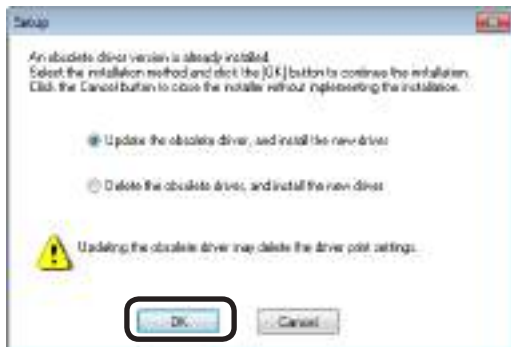 Setup
An obsolete driver version is already installed.
Select the installation method and click the [OK] button to continue the installation.
Click the Cancel button to close the installer without implementing the installation.
Update the obsolete driver, and install the new driver
Delete the obsolete driver, and install the new driver
Updating the obsolete driver may delete the driver print settings.
OK
Cancel